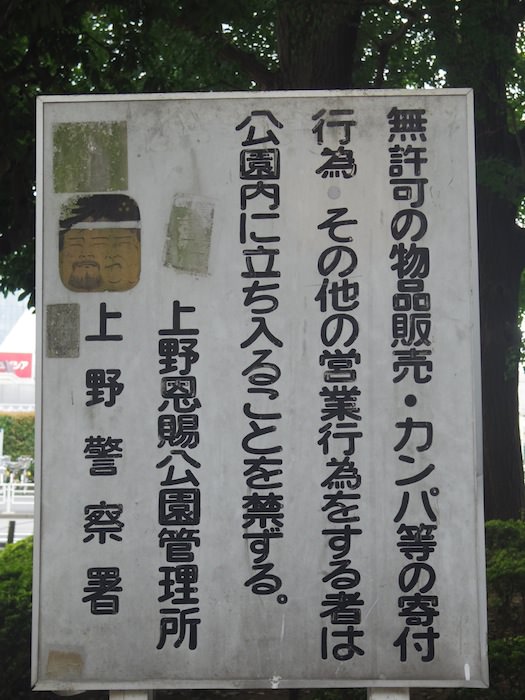 無許可の物品販売・カンパ等の寄付
行為・その他の営業行為をする者は
公園内に立ち入ることを禁ずる。
上野恩賜公園管理所
上野警察署